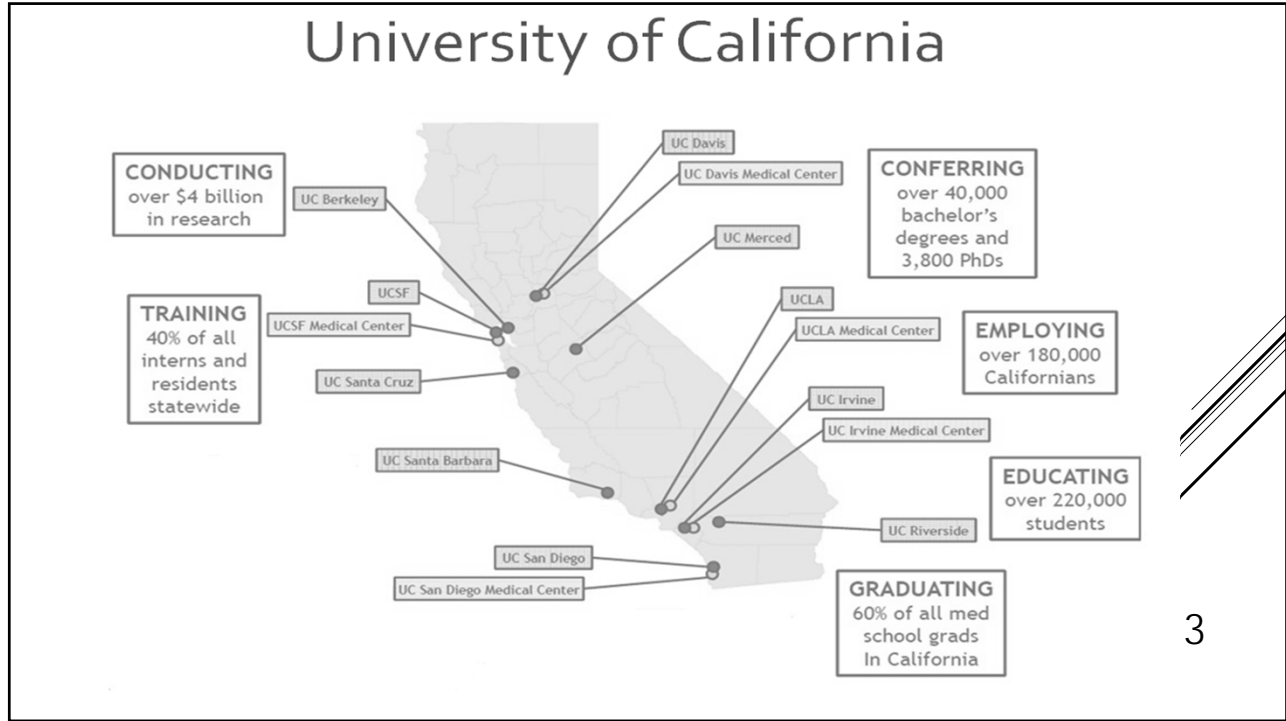 University of California
CONDUCTING
over $4 billion
in research
TRAINING
40% of all
interns and
residents
statewide
UC Berkeley
UCSF
UCSF Medical Center
UC Santa Cruz
UC Santa Barbara
UC San Diego
UC San Diego Medical Center
UC Davis
UC Davis Medical Center
UC Merced
UCLA
UCLA Medical Center
UC Irvine
UC Irvine Medical Center
UC Riverside
CONFERRING
over 40,000
bachelor's
degrees and
3,800 PhDs
EMPLOYING
over 180,000
Californians
EDUCATING
over 220,000
students
GRADUATING
60% of all med
school grads
In California
3